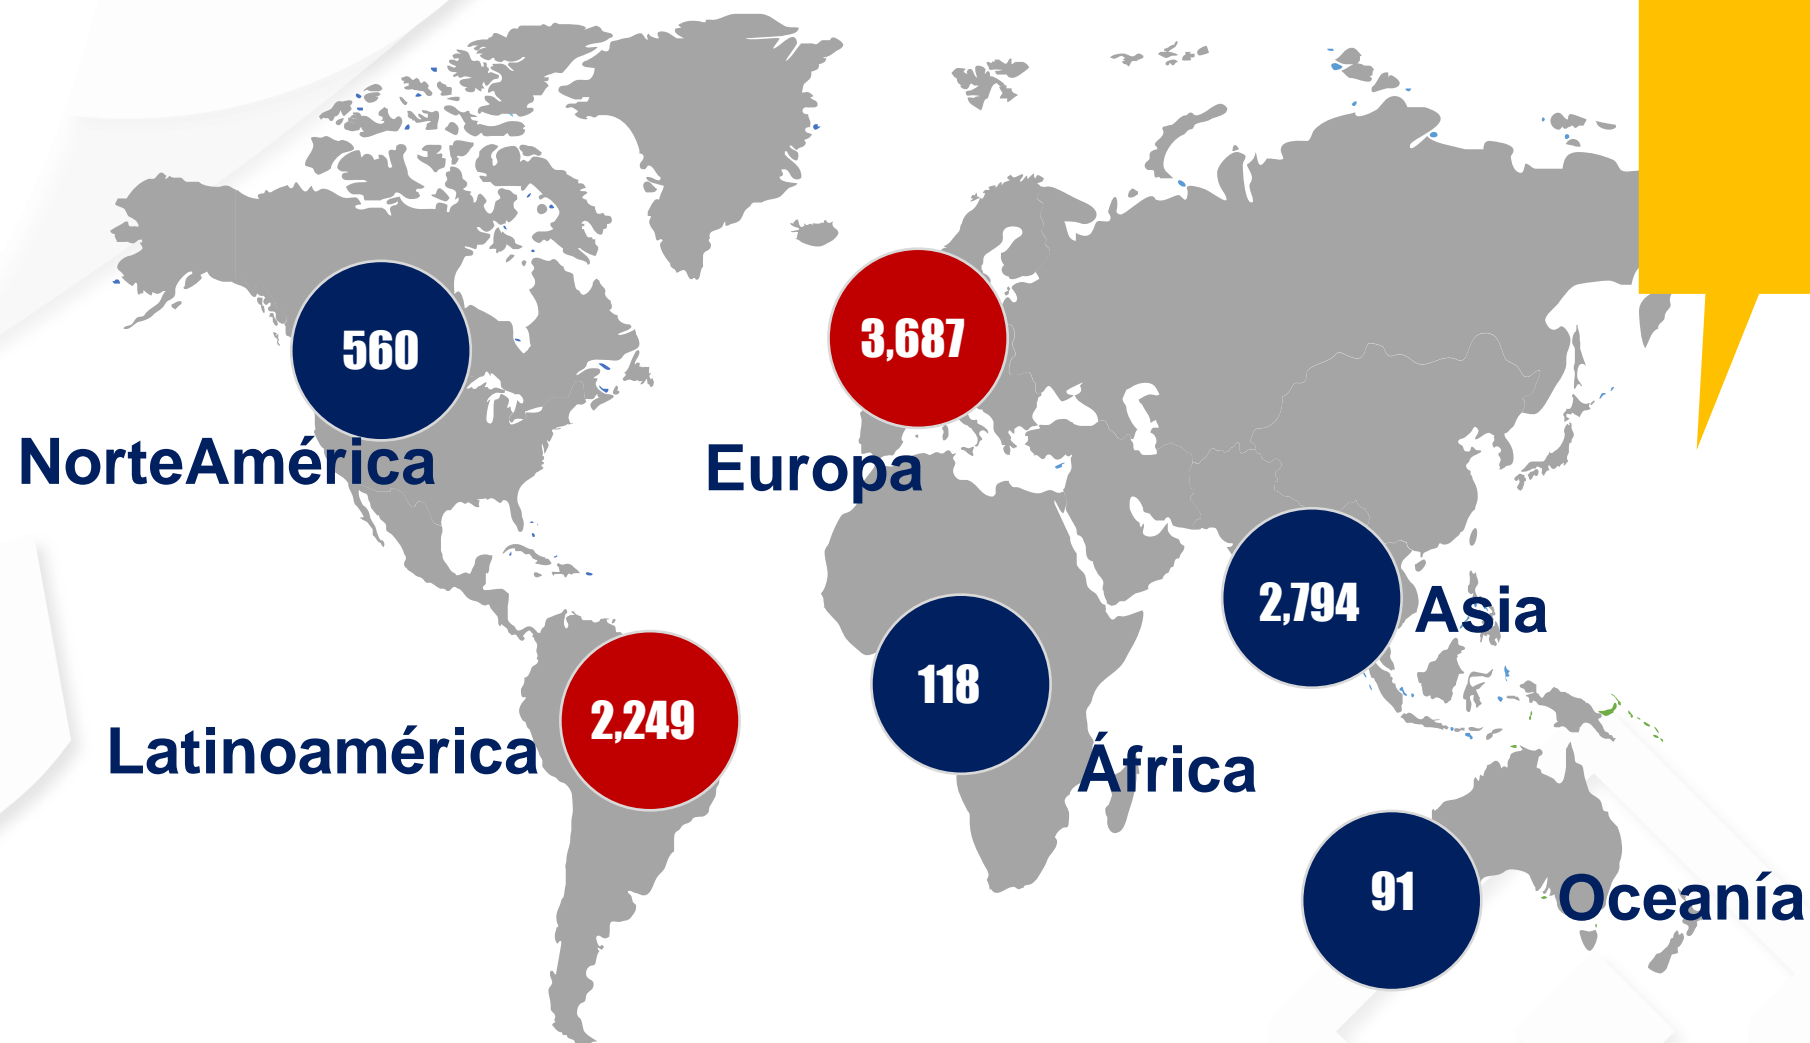 560
NorteAmérica
3,687
Europa
2,794
Asia
118
África
2,249
Latinoamérica
91
Oceanía